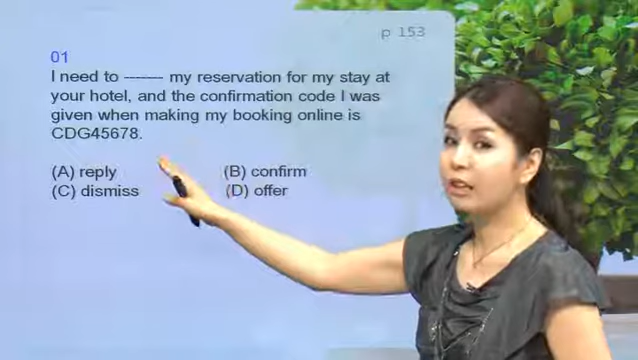 p 153
01
I need to ------- my reservation for my stay at
your hotel, and the confirmation code I was
given when making my booking online is
CDG45678.
(A) reply (B) confirm
(C) dismiss (D) offer